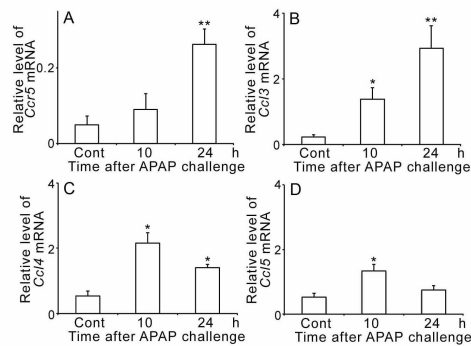 A
Relative level of
Ccr5 mRNA
0.2
0
**
Cont 10 24 h
Time after APAP challenge
B
Relative level of
Ccl3 mRNA
4
2
0
*
**
Cont 10 24 h
Time after APAP challenge
C
Relative level of
Ccl4 mRNA
4
2
0
*
*
Cont 10 24 h
Time after APAP challenge
D
Relative level of
Ccl5 mRNA
4
2
0
*
Cont 10 24 h
Time after APAP challenge